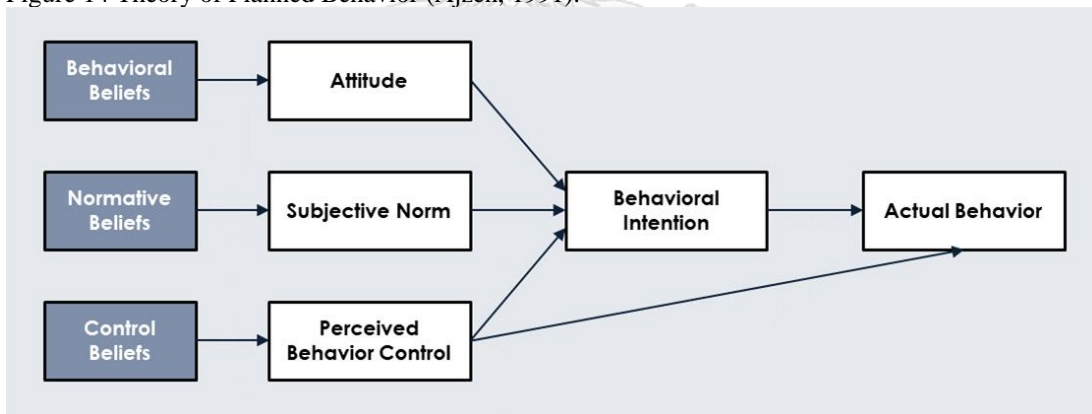 Figure 14 Theory of Planned Behavior (Ajzen, 1991).
Behavioral
Beliefs
Attitude
Normative
Beliefs
Subjective Norm
Behavioral
Intention
Actual Behavior
Control
Beliefs
Perceived
Behavior Control